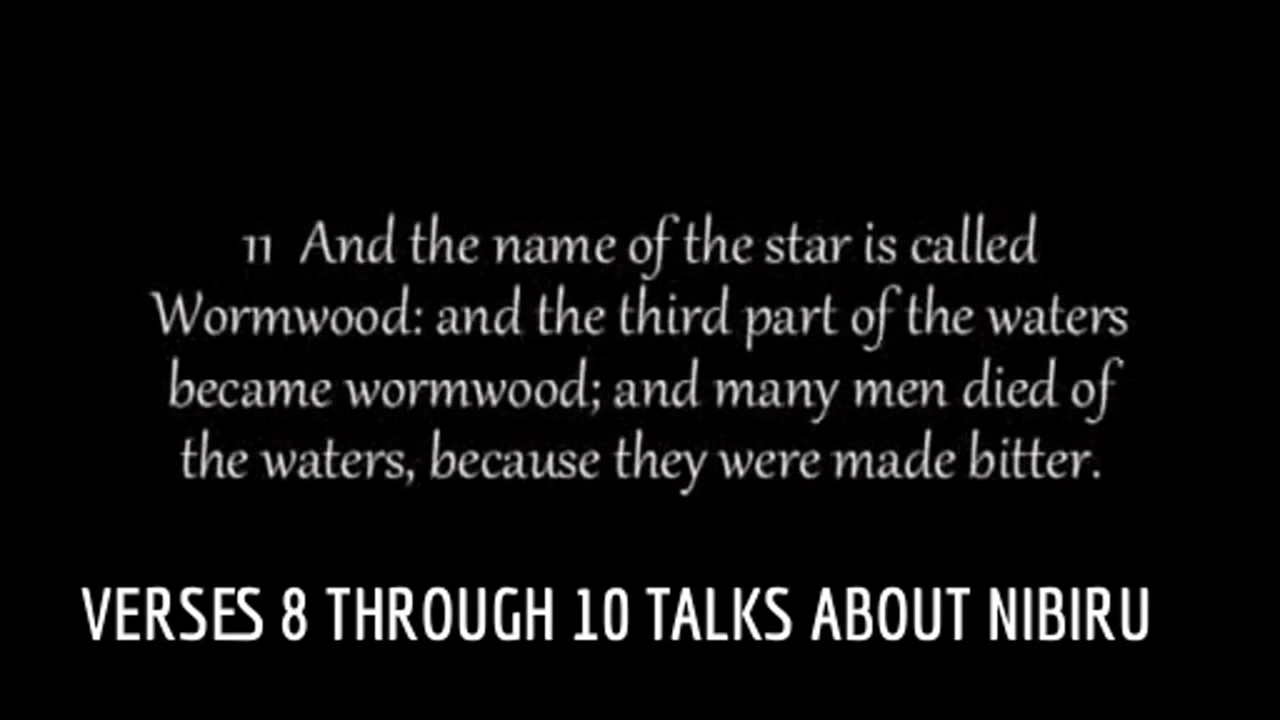 11 And the name of the star is called
Wormwood: and the third part of the waters
became wormwood; and many men died of
the waters, because they were made bitter.
VERSES 8 THROUGH 10 TALKS ABOUT NIBIRU